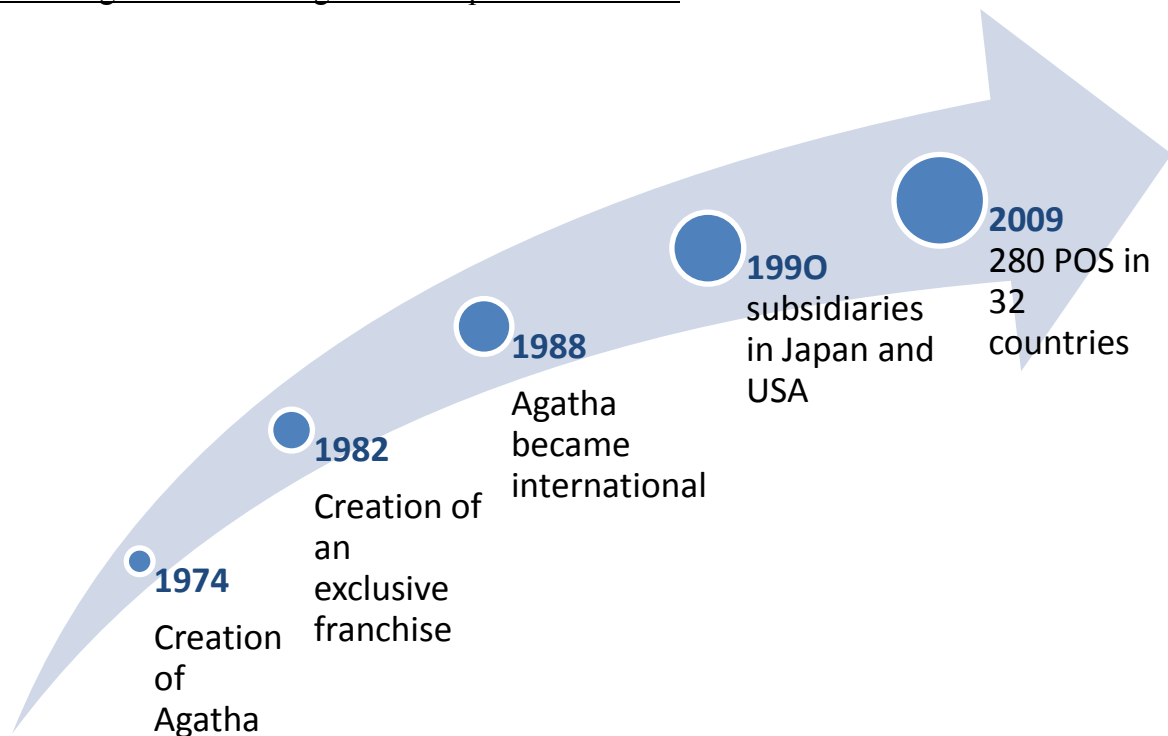 1974
Creation
of
Agatha
1982
Creation of
an
exclusive
franchise
1988
Agatha
became
international
199O
subsidiaries
in Japan and
USA
2009
280 POS in
32
countries